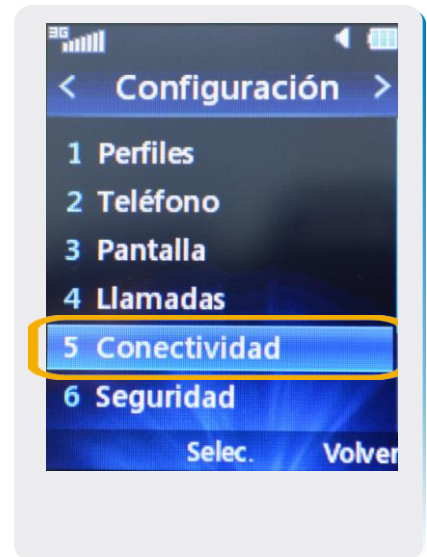 3G
< Configuración >
1 Perfiles
2 Teléfono
3 Pantalla
4 Llamadas
5 Conectividad
6 Seguridad
Selec. Volver